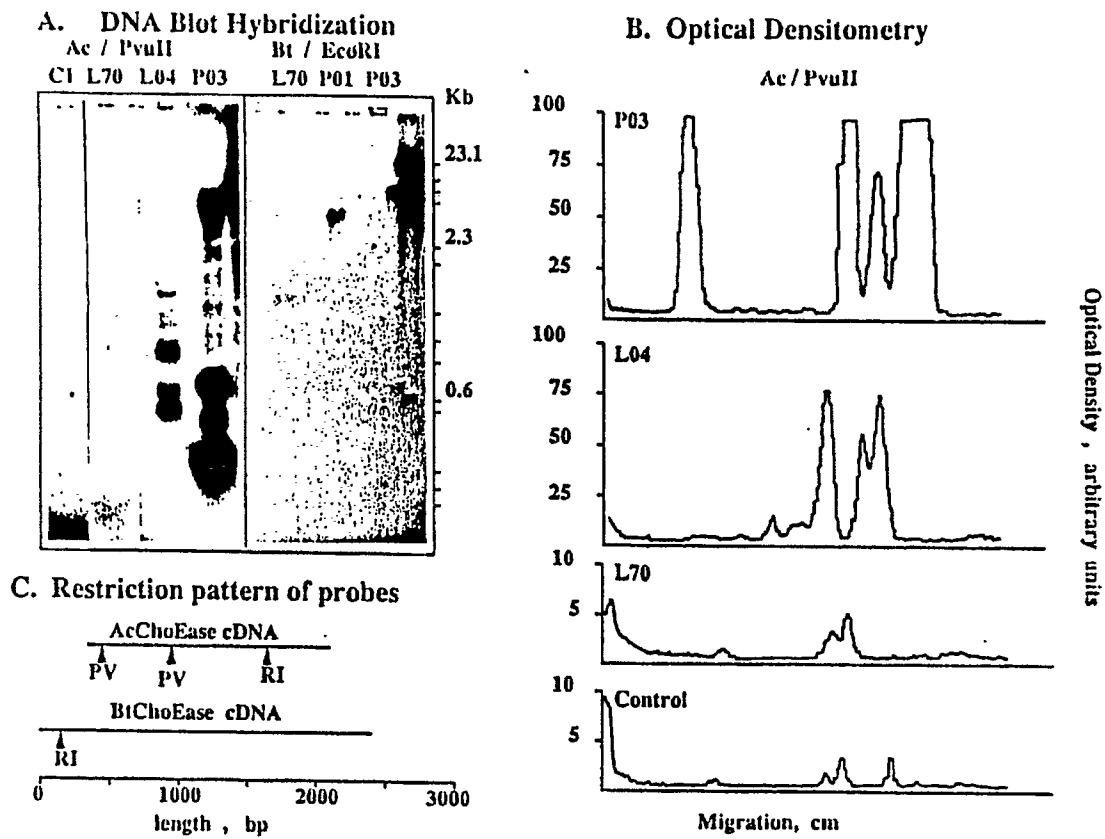 A. DNA Blot Hybridization
Ac / PvuII Bt / EcoRI
C1 L70 L04 P03 L70 P01 P03
Kb
23.1
2.3
0.6
B. Optical Densitometry
Ac / PvuII
100
P03
75
50
25
100
L04
75
50
25
10
L70
5
10
Control
5
Migration, cm
Optical Density , arbitrary units
C. Restriction pattern of probes
AcChoEase cDNA
PV PV RI
BtChoEase cDNA
RI
0 1000 2000 3000
length , bp